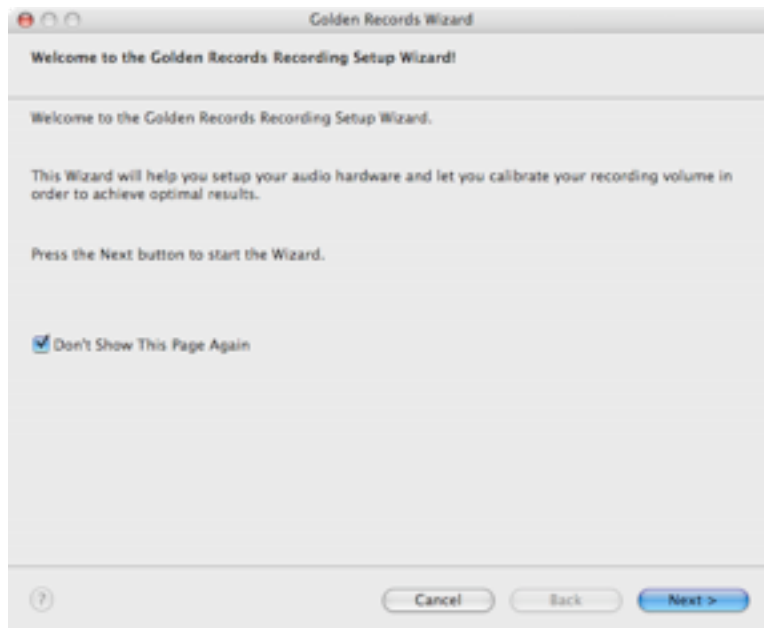 Golden Records Wizard
Welcome to the Golden Records Recording Setup Wizard!
Welcome to the Golden Records Recording Setup Wizard.
This Wizard will help you setup your audio hardware and let you calibrate your recording volume in
order to achieve optimal results.
Press the Next button to start the Wizard.
Don't Show This Page Again
? Cancel Back Next >